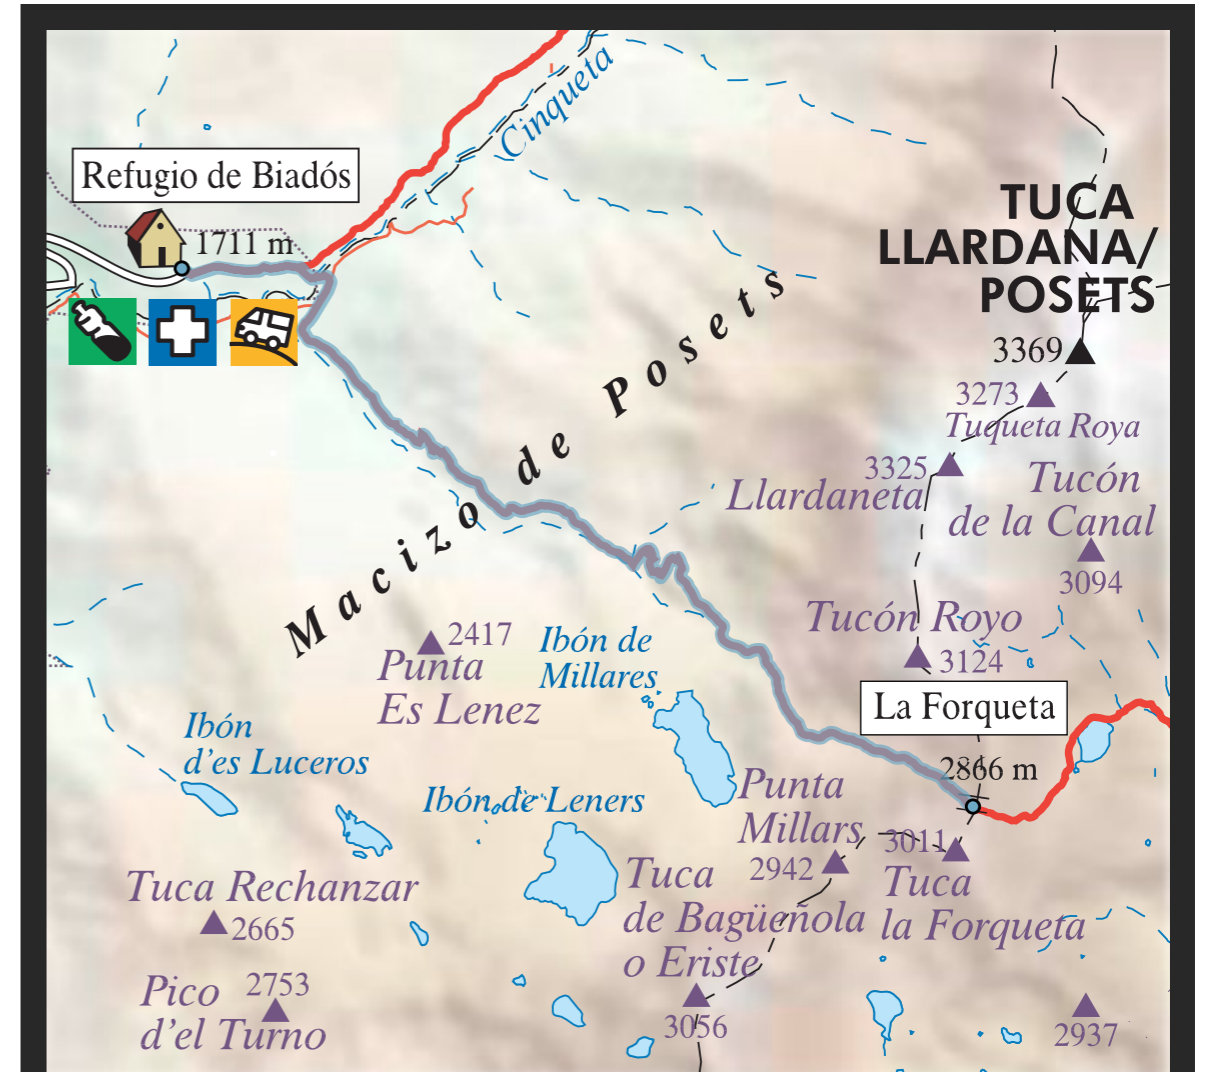 Cinqueta
Refugio de Biadós
1711 m
TUCA
LLARDANA/
POSETS
3369
3273
Tuqueta Roya
3325
Llardaneta
Tucón
de la Canal
3094
Macizo de Posets
Tucón Royo
3124
2417
Punta
Es Lenez
Ibón de
Millares
La Forqueta
2866 m
Ibón
d'es Luceros
Ibón de Leners
Punta
Millars
2942
3011
Tuca
la Forqueta
Tuca
de Bagüeñola
o Eriste
3056
Tuca Rechanzar
2665
Pico
d'el Turno
2753
2937